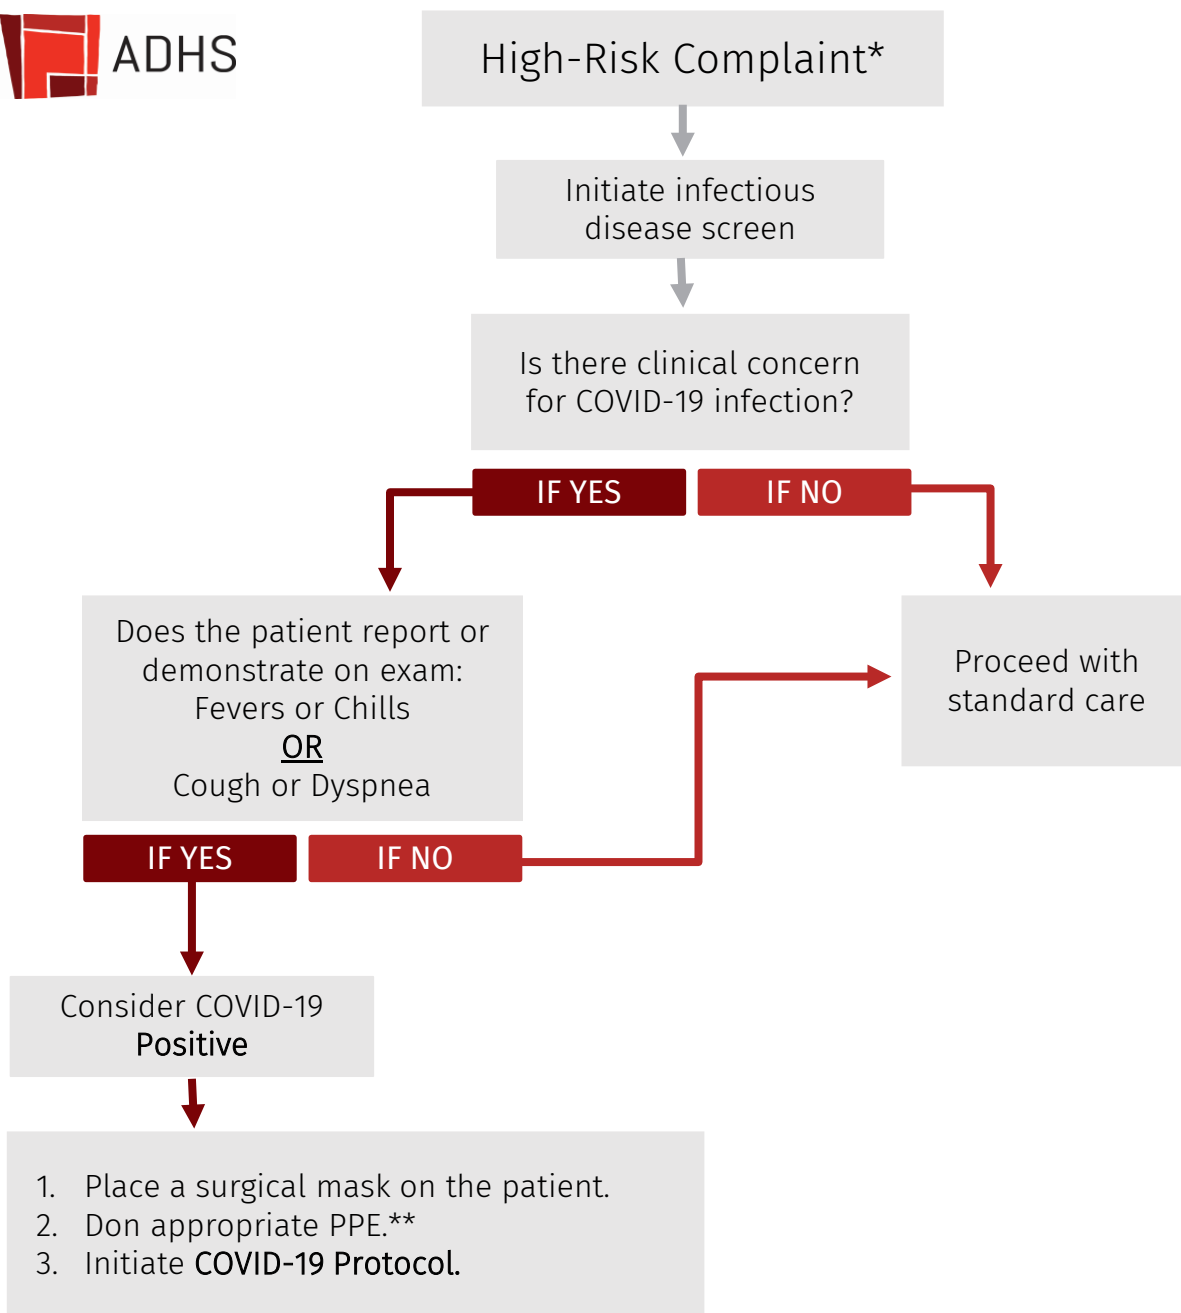 ADHS
High-Risk Complaint*
Initiate infectious
disease screen
Is there clinical concern
for COVID-19 infection?
IF YES
IF NO
Does the patient report or
demonstrate on exam:
Fevers or Chills
OR
Cough or Dyspnea
Proceed with
standard care
IF YES
IF NO
Consider COVID-19
Positive
1. Place a surgical mask on the patient.
2. Don appropriate PPE.**
3. Initiate COVID-19 Protocol.